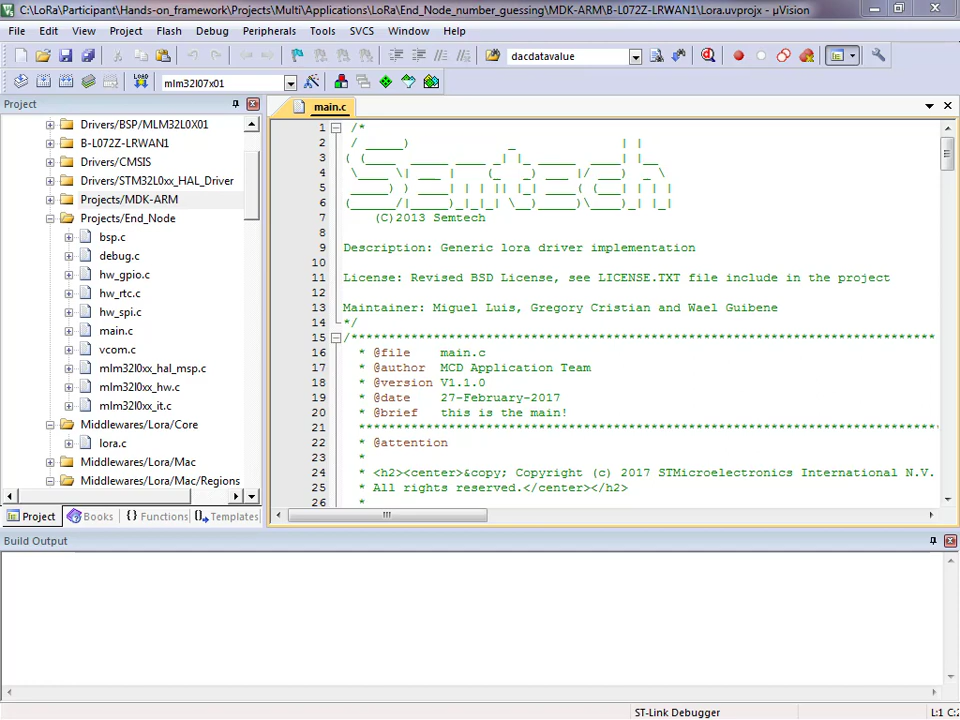 C:\LoRa\Participant\Hands-on_framework\Projects\Multi\Applications\LoRa\End_Node_number_guessing\MDK-ARM\B-L072Z-LRWAN1\Lora.uvprojx - µVision
File Edit View Project Flash Debug Peripherals Tools SVCS Window Help
dacdatavalue
LOAD mlm32l07x01
Project
main.c
Drivers/BSP/MLM32L0X01
B-L072Z-LRWAN1
Drivers/CMSIS
Drivers/STM32L0xx_HAL_Driver
Projects/MDK-ARM
Projects/End_Node
bsp.c
debug.c
hw_gpio.c
hw_rtc.c
hw_spi.c
main.c
vcom.c
mlm32l0xx_hal_msp.c
mlm32l0xx_hw.c
mlm32l0xx_it.c
Middlewares/Lora/Core
lora.c
Middlewares/Lora/Mac
Middlewares/Lora/Mac/Regions
Project Books {} Functions Templates
1 /*
2
3
4
5
6
7 (C)2013 Semtech
8
9 Description: Generic lora driver implementation
10
11 License: Revised BSD License, see LICENSE.TXT file include in the project
12
13 Maintainer: Miguel Luis, Gregory Cristian and Wael Guibene
14 */
15 /******************************************************************************
16 * @file main.c
17 * @author MCD Application Team
18 * @version V1.1.0
19 * @date 27-February-2017
20 * @brief this is the main!
21 ******************************************************************************
22 * @attention
23 *
24 * <h2><center>&copy; Copyright (c) 2017 STMicroelectronics International N.V.
25 * All rights reserved.</center></h2>
26 *
Build Output
ST-Link Debugger
L:1 C:2